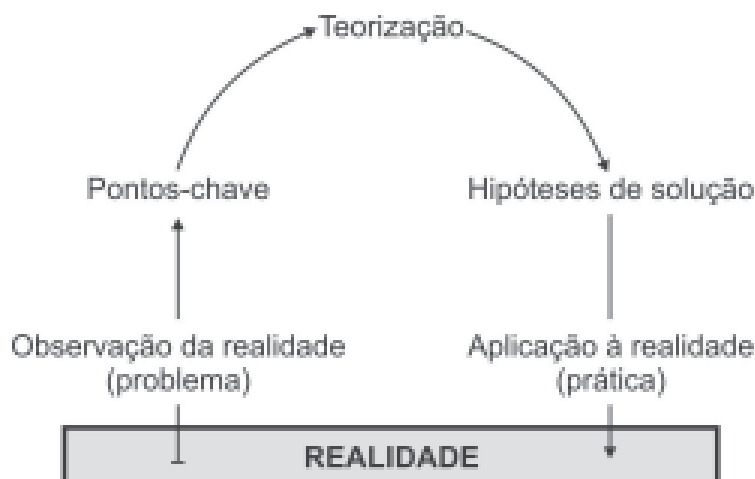 Teorização
Pontos-chave
Hipóteses de solução
Observação da realidade
(problema)
Aplicação à realidade
(prática)
REALIDADE